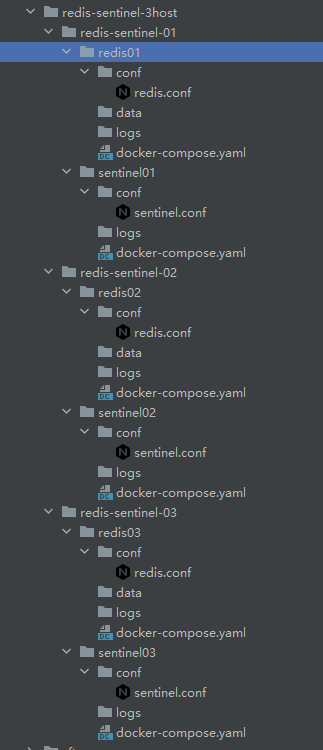 redis-sentinel-3host
redis-sentinel-01
redis01
conf
redis.conf
data
logs
docker-compose.yaml
sentinel01
conf
sentinel.conf
logs
docker-compose.yaml
redis-sentinel-02
redis02
conf
redis.conf
data
logs
docker-compose.yaml
sentinel02
conf
sentinel.conf
logs
docker-compose.yaml
redis-sentinel-03
redis03
conf
redis.conf
data
logs
docker-compose.yaml
sentinel03
conf
sentinel.conf
logs
docker-compose.yaml